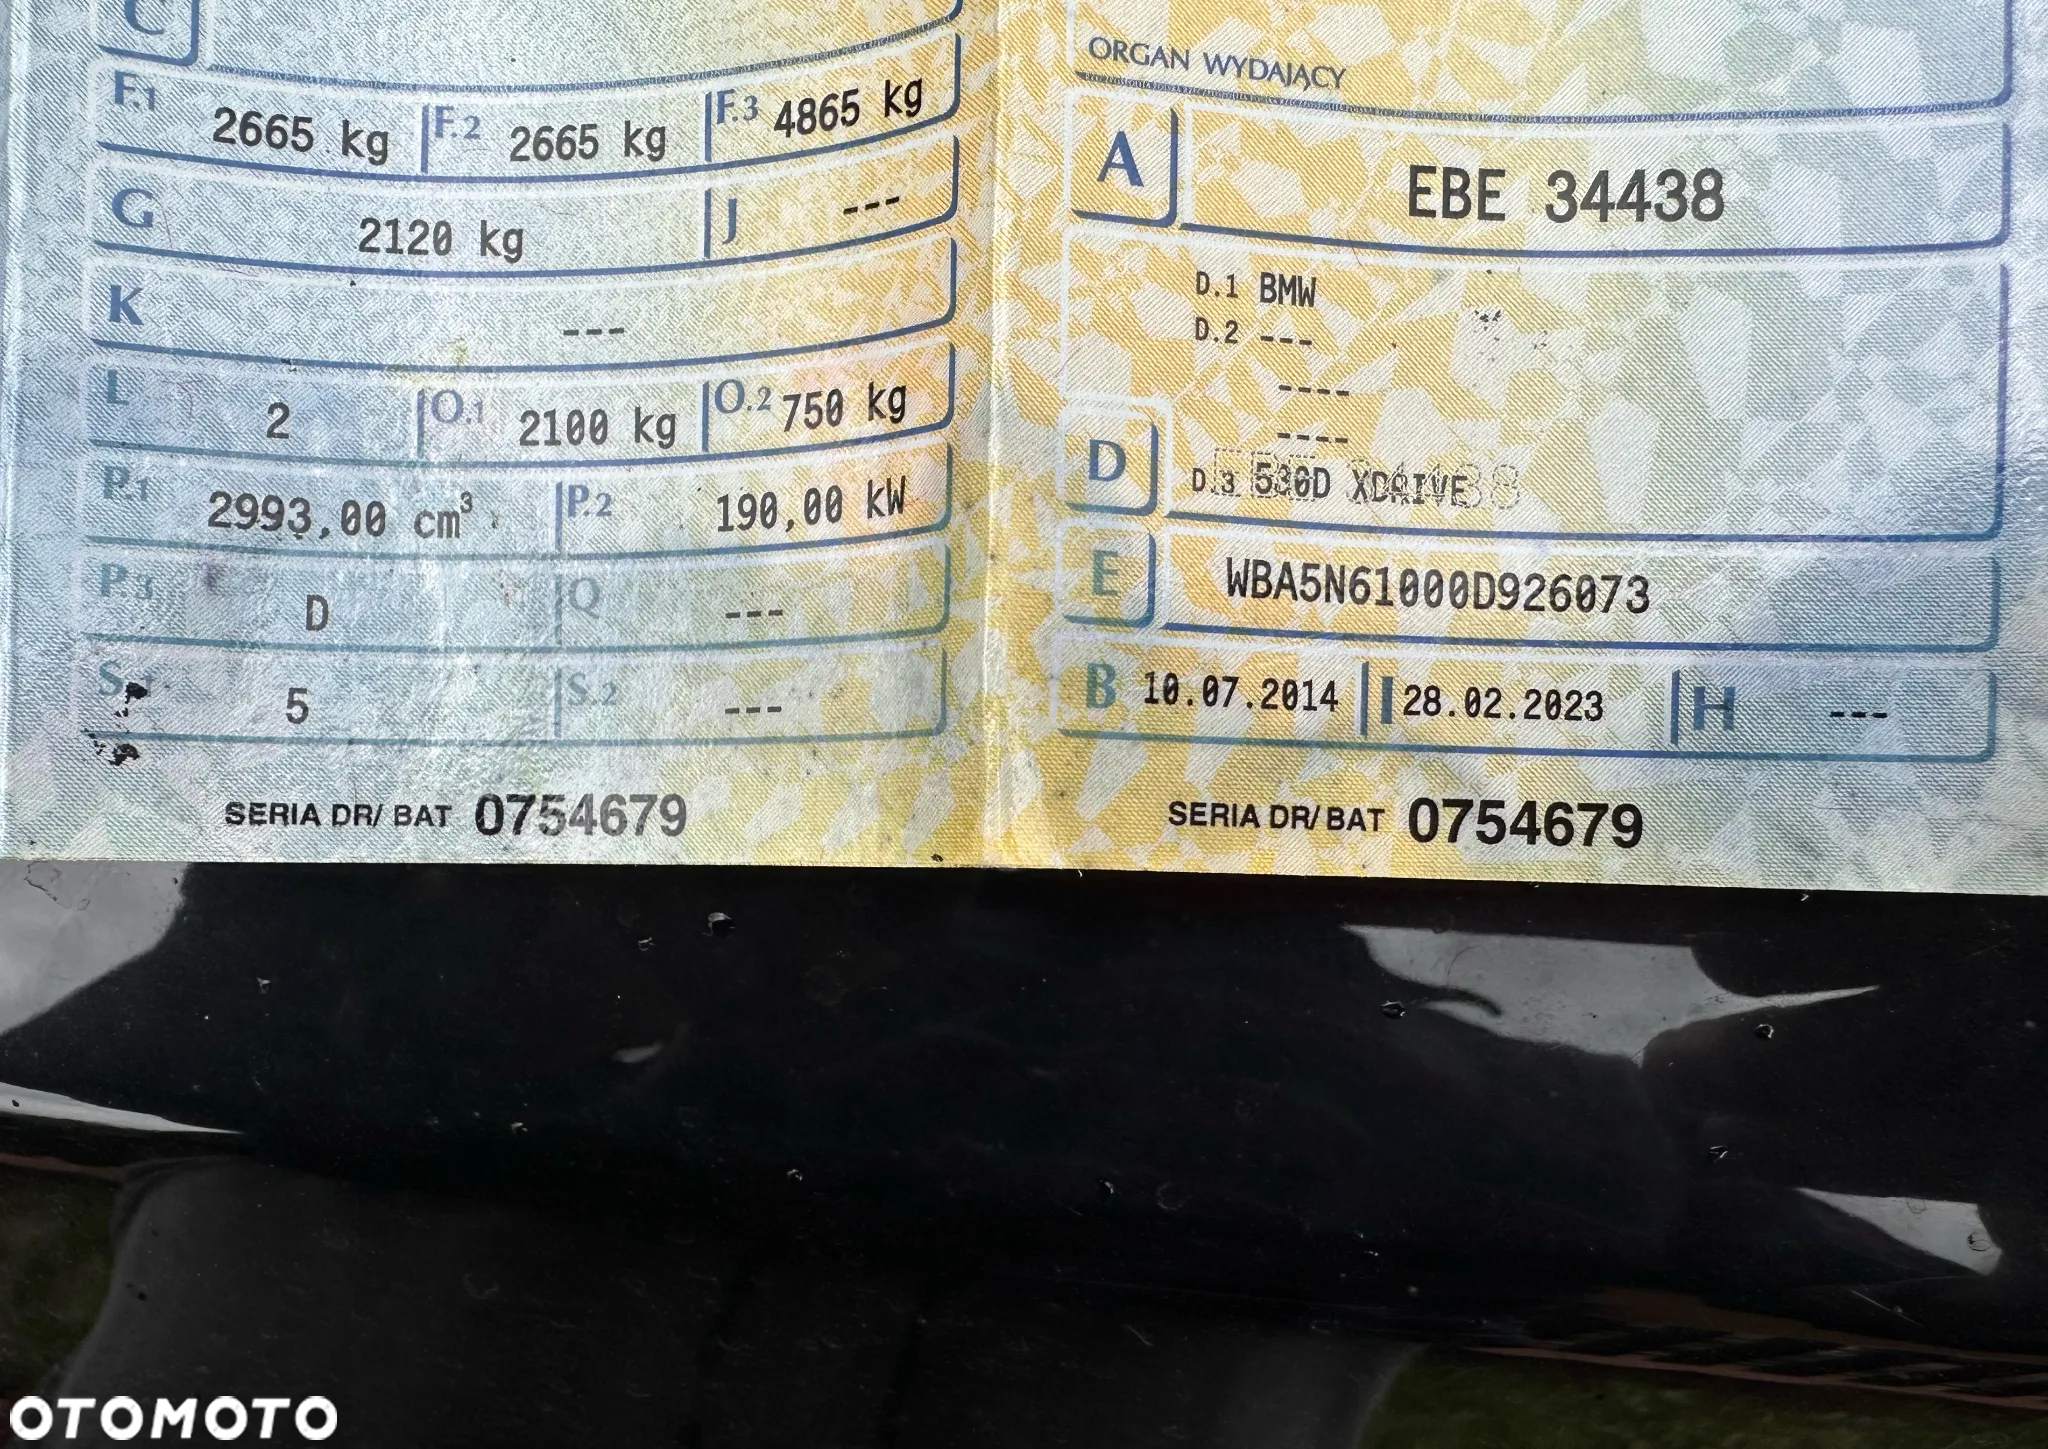 C
F.1 2665 kg F.2 2665 kg F.3 4865 kg
G 2120 kg J ---
K ---
L 2 O.1 2100 kg O.2 750 kg
P.1 2993,00 cm³ P.2 190,00 kW
P.3 D Q ---
S.1 5 S.2 ---
SERIA DR/ BAT 0754679
ORGAN WYDAJĄCY
A EBE 34438
D.1 BMW
D.2 ---
----
----
D D.3 530D XDRIVE
E WBA5N61000D926073
B 10.07.2014 I 28.02.2023 H ---
SERIA DR/ BAT 0754679
OTOMOTO